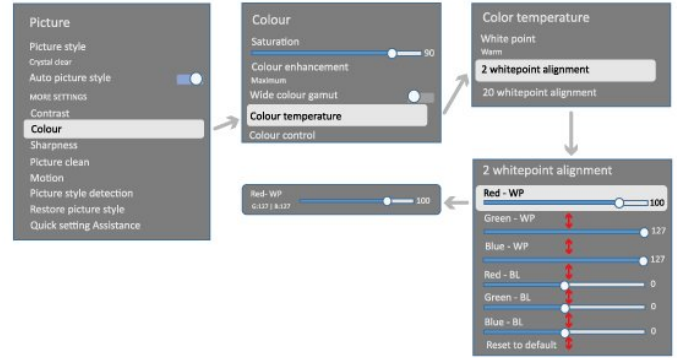 Picture
Picture style
Crystal clear
Auto picture style
MORE SETTINGS
Contrast
Colour
Sharpness
Picture clean
Motion
Picture style detection
Restore picture style
Quick setting Assistance
Colour
Saturation
90
Colour enhancement
Maximum
Wide colour gamut
Colour temperature
Colour control
Color temperature
White point
Warm
2 whitepoint alignment
20 whitepoint alignment
2 whitepoint alignment
Red - WP
100
Green - WP
127
Blue - WP
127
Red - BL
0
Green - BL
0
Blue - BL
0
Reset to default
Red- WP
G:127 | B:127
100